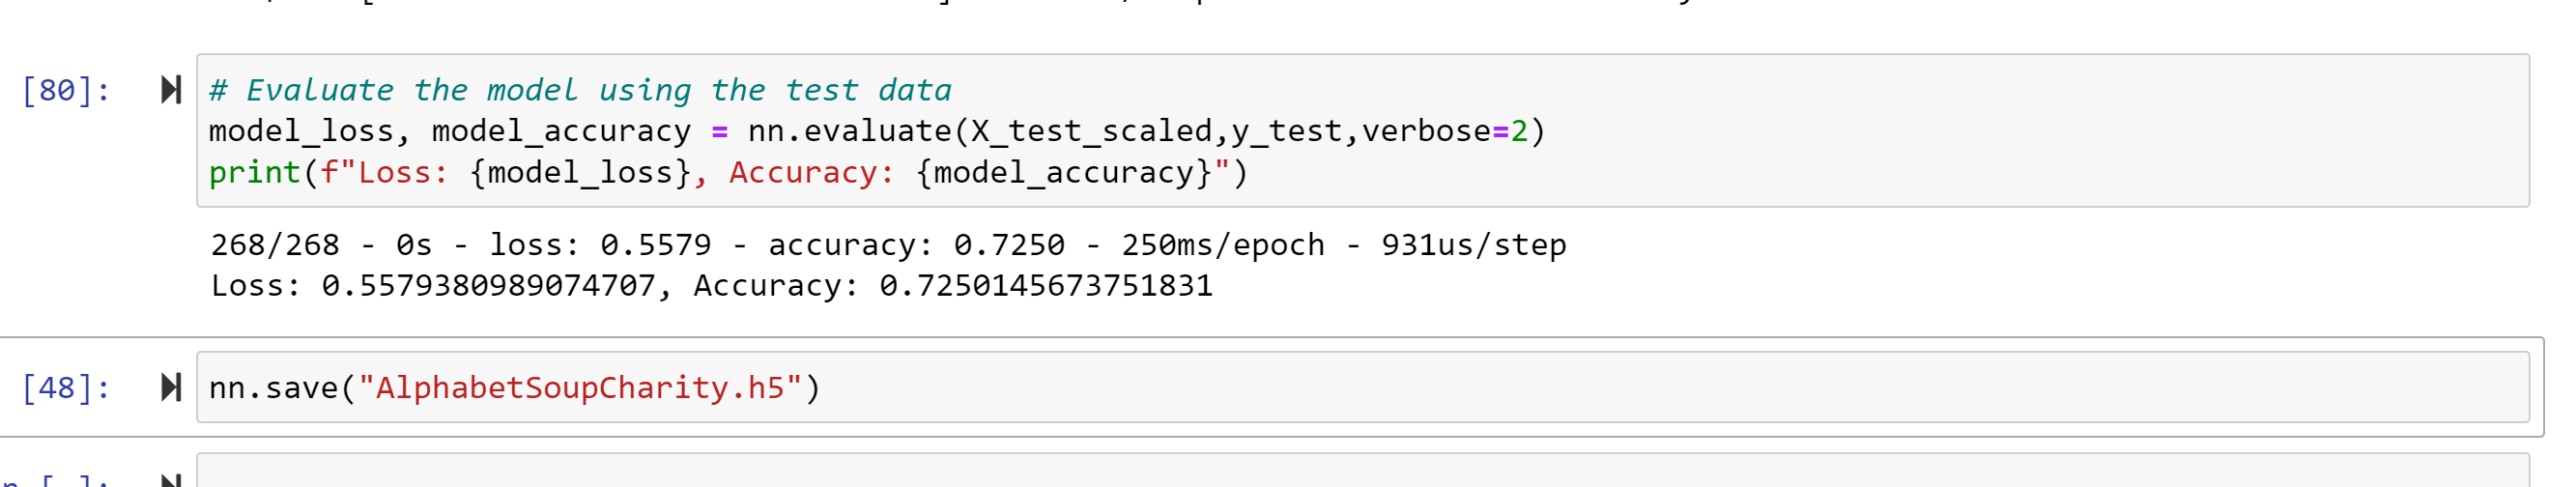 [80]:
# Evaluate the model using the test data
model_loss, model_accuracy = nn.evaluate(X_test_scaled,y_test,verbose=2)
print(f"Loss: {model_loss}, Accuracy: {model_accuracy}")
268/268 - 0s - loss: 0.5579 - accuracy: 0.7250 - 250ms/epoch - 931us/step
Loss: 0.5579380989074707, Accuracy: 0.7250145673751831
[48]:
nn.save("AlphabetSoupCharity.h5")